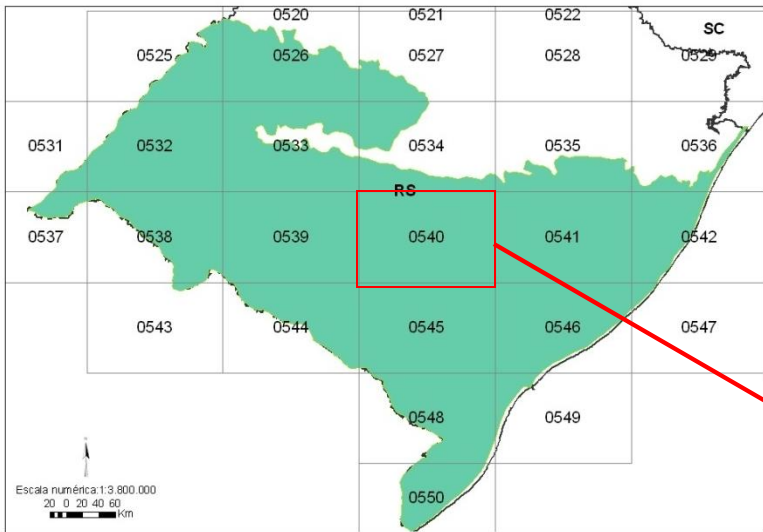 0520 0521 0522
SC
0525 0526 0527 0528 0529
0531 0532 0533 0534 0535 0536
RS
0537 0538 0539 0540 0541 0542
0543 0544 0545 0546 0547
0548 0549
Escala numérica:1:3.800.000
20 0 20 40 60
Km
0550